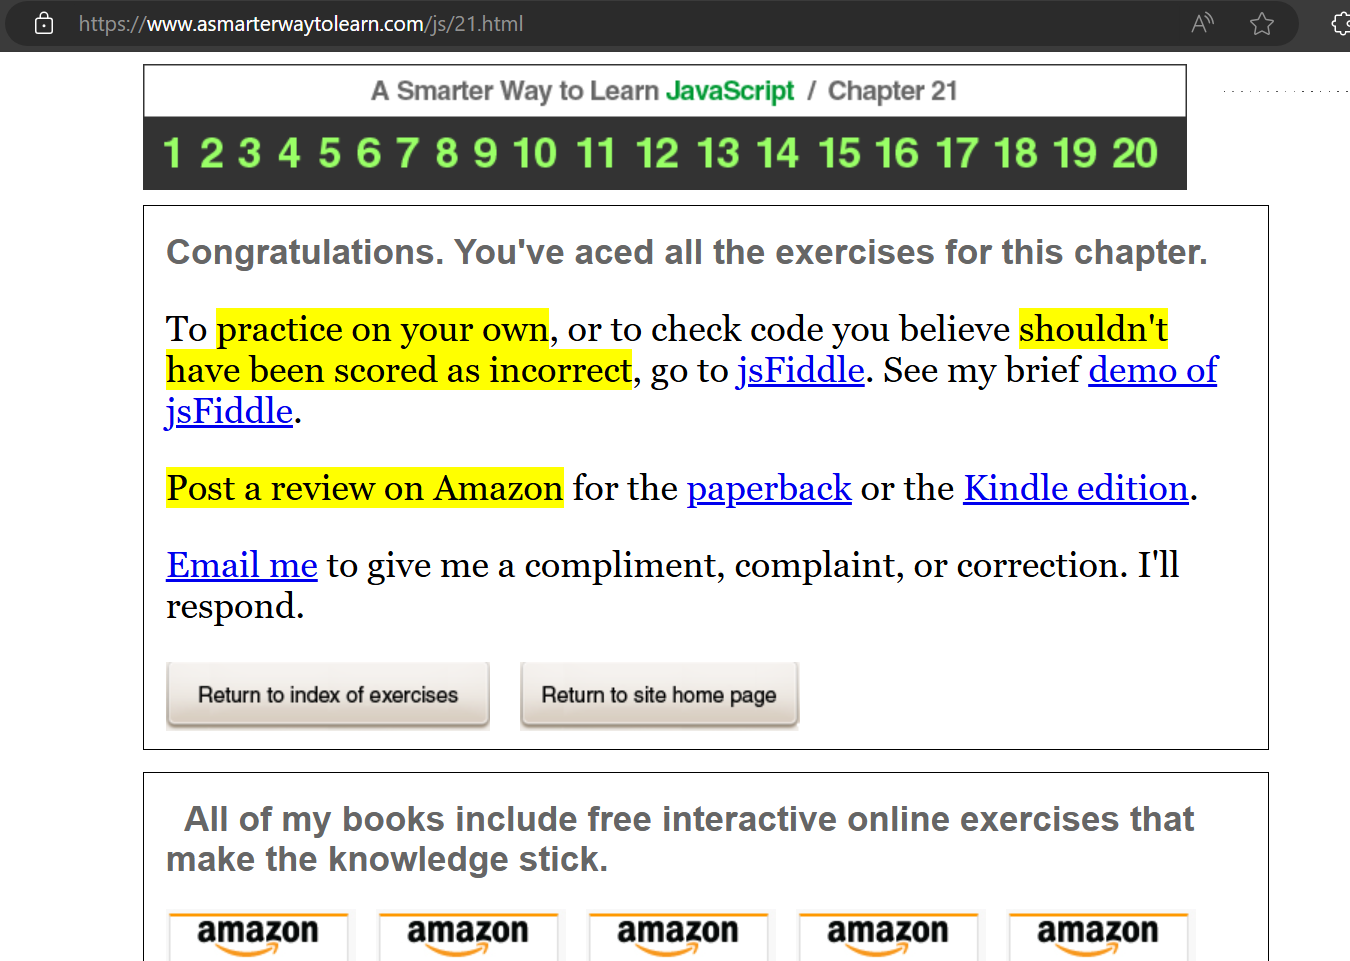 https://www.asmarterwaytolearn.com/js/21.html
A Smarter Way to Learn JavaScript / Chapter 21
1 2 3 4 5 6 7 8 9 10 11 12 13 14 15 16 17 18 19 20
Congratulations. You've aced all the exercises for this chapter.
To practice on your own, or to check code you believe shouldn't
have been scored as incorrect, go to jsFiddle. See my brief demo of
jsFiddle.
Post a review on Amazon for the paperback or the Kindle edition.
Email me to give me a compliment, complaint, or correction. I'll
respond.
Return to index of exercises Return to site home page
All of my books include free interactive online exercises that
make the knowledge stick.
amazon amazon amazon amazon amazon